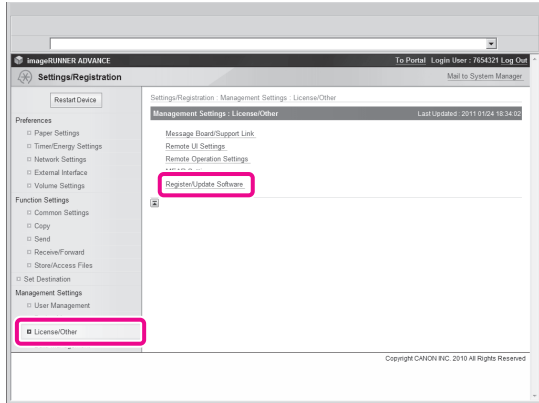 imageRUNNER ADVANCE
To Portal Login User : 7654321 Log Out
Settings/Registration
Mail to System Manager
Restart Device
Preferences
Paper Settings
Timer/Energy Settings
Network Settings
External Interface
Volume Settings
Function Settings
Common Settings
Copy
Send
Receive/Forward
Store/Access Files
Set Destination
Management Settings
User Management
License/Other
Settings/Registration : Management Settings : License/Other
Management Settings : License/Other
Last Updated : 2011 01/24 18:34:02
Message Board/Support Link
Remote UI Settings
Remote Operation Settings
Register/Update Software
Copyright CANON INC. 2010 All Rights Reserved